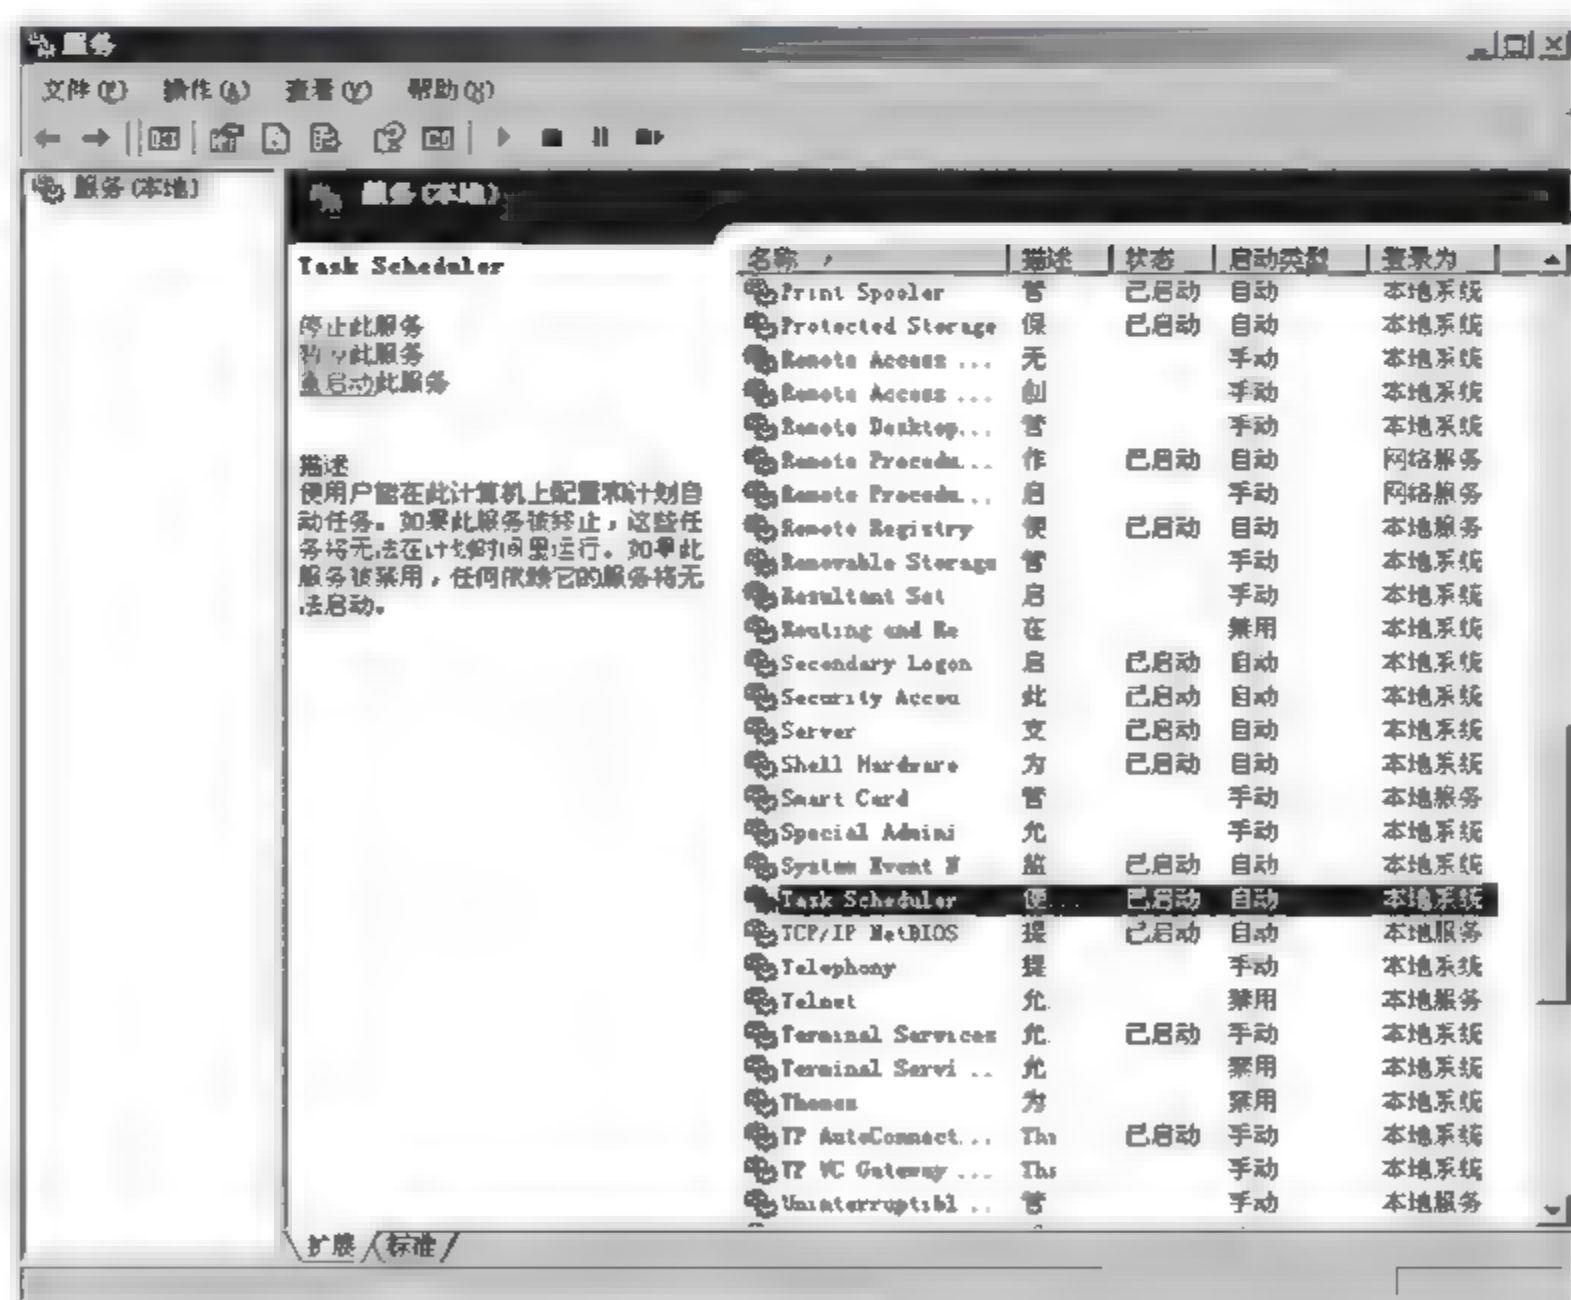 服务
文件(F) 操作(A) 查看(V) 帮助(H)
服务(本地)
服务(本地)
Task Scheduler
停止此服务
暂停此服务
重启动此服务
描述
使用户能在此计算机上配置和计划自
动任务。如果此服务被终止，这些任
务将无法在计划时间里运行。如果此
服务被禁用，任何依赖它的服务将无
法启动。
名称 描述 状态 启动类型 登录为
Print Spooler 管 已启动 自动 本地系统
Protected Storage 保 已启动 自动 本地系统
Remote Access ... 无 手动 本地系统
Remote Access ... 创 手动 本地系统
Remote Desktop... 管 手动 本地系统
Remote Procedu... 作 已启动 自动 网络服务
Remote Procedu... 启 手动 网络服务
Remote Registry 使 已启动 自动 本地服务
Removable Storage 管 手动 本地系统
Resultant Set 启 手动 本地系统
Routing and Re 在 禁用 本地系统
Secondary Logon 启 已启动 自动 本地系统
Security Accou 此 已启动 自动 本地系统
Server 支 已启动 自动 本地系统
Shell Hardware 为 已启动 自动 本地系统
Smart Card 管 手动 本地服务
Special Admini 允 手动 本地系统
System Event N 监 已启动 自动 本地系统
Task Scheduler 使... 已启动 自动 本地系统
TCP/IP NetBIOS 提 已启动 自动 本地服务
Telephony 提 手动 本地系统
Telnet 允. 禁用 本地服务
Terminal Services 允. 已启动 手动 本地系统
Terminal Servi .. 允 禁用 本地系统
Themes 为 禁用 本地系统
TP AutoConnect... Thi 已启动 手动 本地系统
TP VC Gateway ... Thi 手动 本地系统
Uninterruptibl .. 管 手动 本地服务
扩展 标准